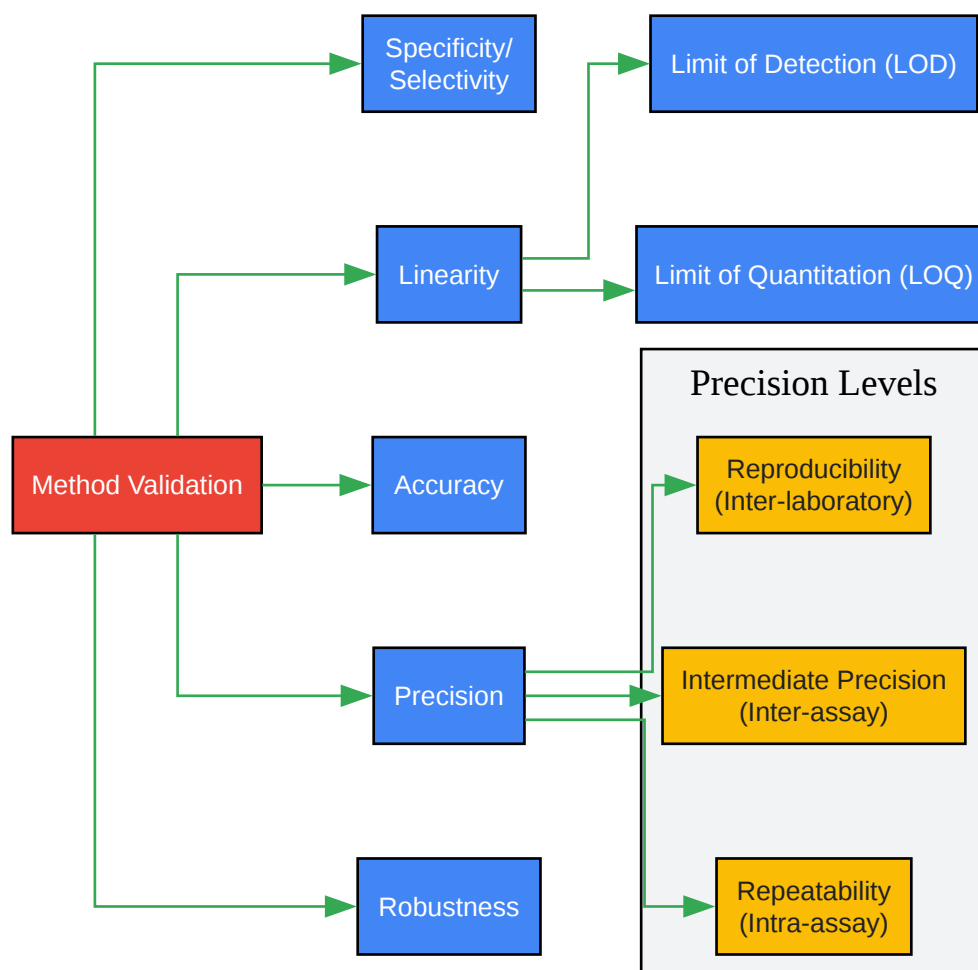 Specificity/
Selectivity
Limit of Detection (LOD)
Linearity
Limit of Quantitation (LOQ)
Precision Levels
Method Validation
Accuracy
Reproducibility
(Inter-laboratory)
Precision
Intermediate Precision
(Inter-assay)
Robustness
Repeatability
(Intra-assay)